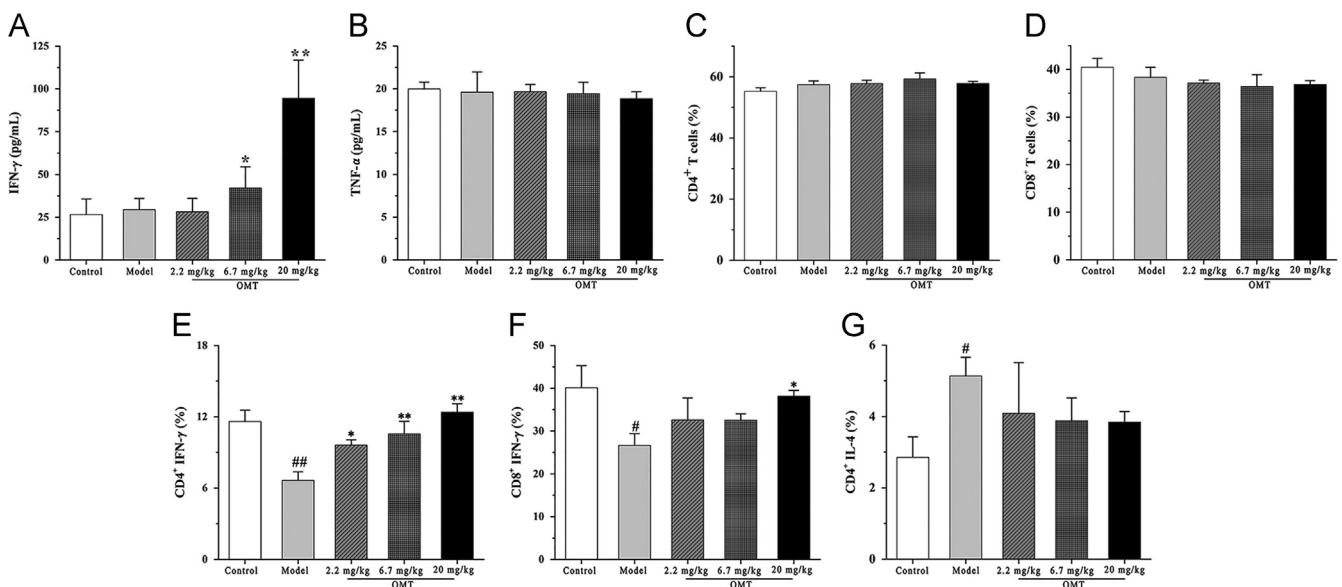 A
IFN-γ (pg/mL)
125
100
75
50
25
0
*
**
Control
Model
2.2 mg/kg
6.7 mg/kg
20 mg/kg
OMT
B
TNF-α (pg/mL)
25
20
15
10
5
0
Control
Model
2.2 mg/kg
6.7 mg/kg
20 mg/kg
OMT
C
CD4⁺ T cells (%)
60
40
20
0
Control
Model
2.2 mg/kg
6.7 mg/kg
20 mg/kg
OMT
D
CD8⁺ T cells (%)
40
30
20
10
0
Control
Model
2.2 mg/kg
6.7 mg/kg
20 mg/kg
OMT
E
CD4⁺ IFN-γ (%)
18
12
6
0
##
*
**
**
Control
Model
2.2 mg/kg
6.7 mg/kg
20 mg/kg
OMT
F
CD8⁺ IFN-γ (%)
50
40
30
20
10
0
#
*
Control
Model
2.2 mg/kg
6.7 mg/kg
20 mg/kg
OMT
G
CD4⁺ IL-4 (%)
6
4
2
0
#
Control
Model
2.2 mg/kg
6.7 mg/kg
20 mg/kg
OMT